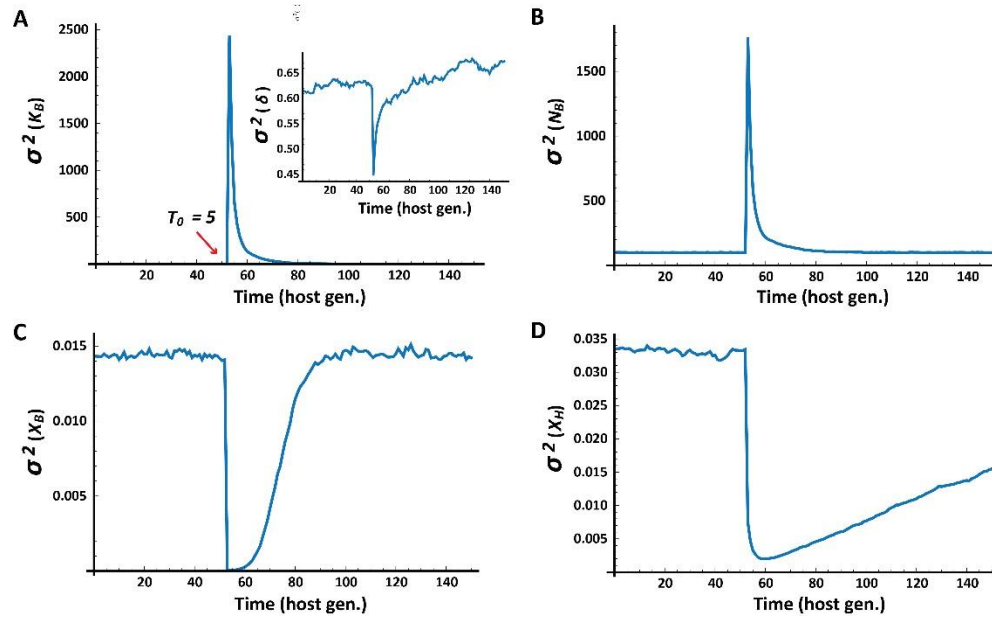 A
2500
2000
1500
1000
500
σ² (K_B)
T₀ = 5
20 40 60 80 100 120 140
Time (host gen.)
0.65
0.60
0.55
0.50
0.45
σ² (δ)
0 20 40 60 80 100 120 140
Time (host gen.)
B
1500
1000
500
σ² (N_B)
20 40 60 80 100 120 140
Time (host gen.)
C
0.015
0.010
0.005
σ² (X_B)
20 40 60 80 100 120 140
Time (host gen.)
D
0.035
0.030
0.025
0.020
0.015
0.010
0.005
σ² (X_H)
20 40 60 80 100 120 140
Time (host gen.)